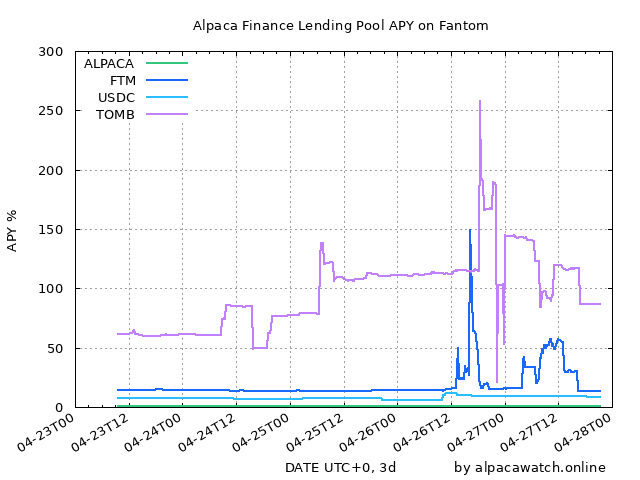 Alpaca Finance Lending Pool APY on Fantom
300
250
200
150
100
50
0
APY %
ALPACA
FTM
USDC
TOMB
04-23T00
04-23T12
04-24T00
04-24T12
04-25T00
04-25T12
04-26T00
04-26T12
04-27T00
04-27T12
04-28T00
DATE UTC+0, 3d
by alpacawatch.online